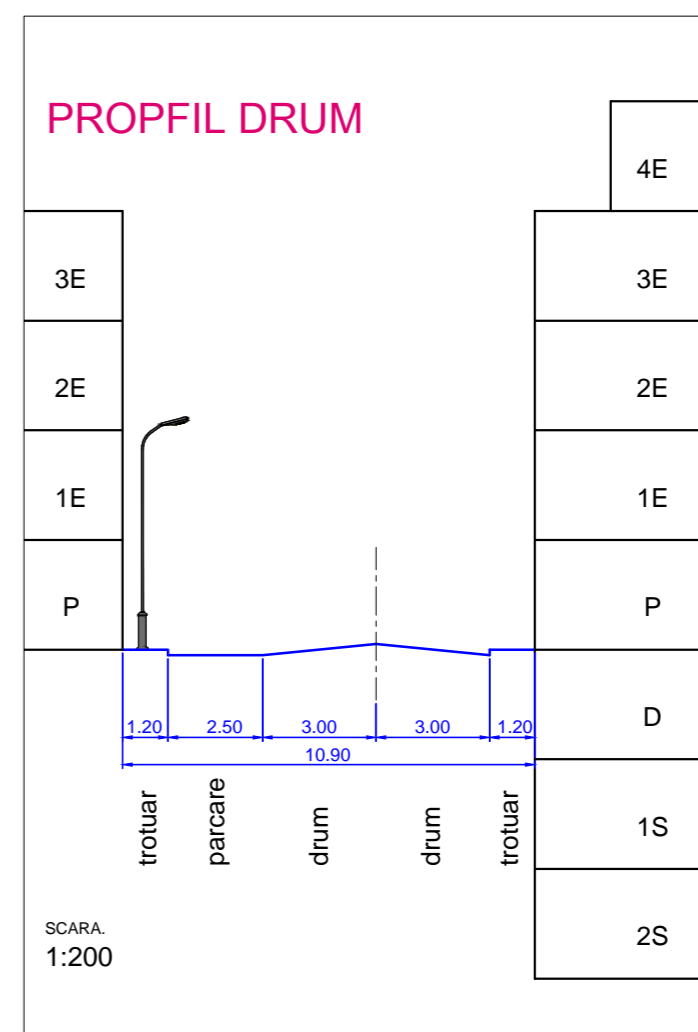 PROPFIL DRUM
4E
3E
3E
2E
2E
1E
1E
P
P
D
1.20
2.50
3.00
3.00
1.20
10.90
trotuar
parcare
drum
drum
trotuar
1S
2S
SCARA.
1:200